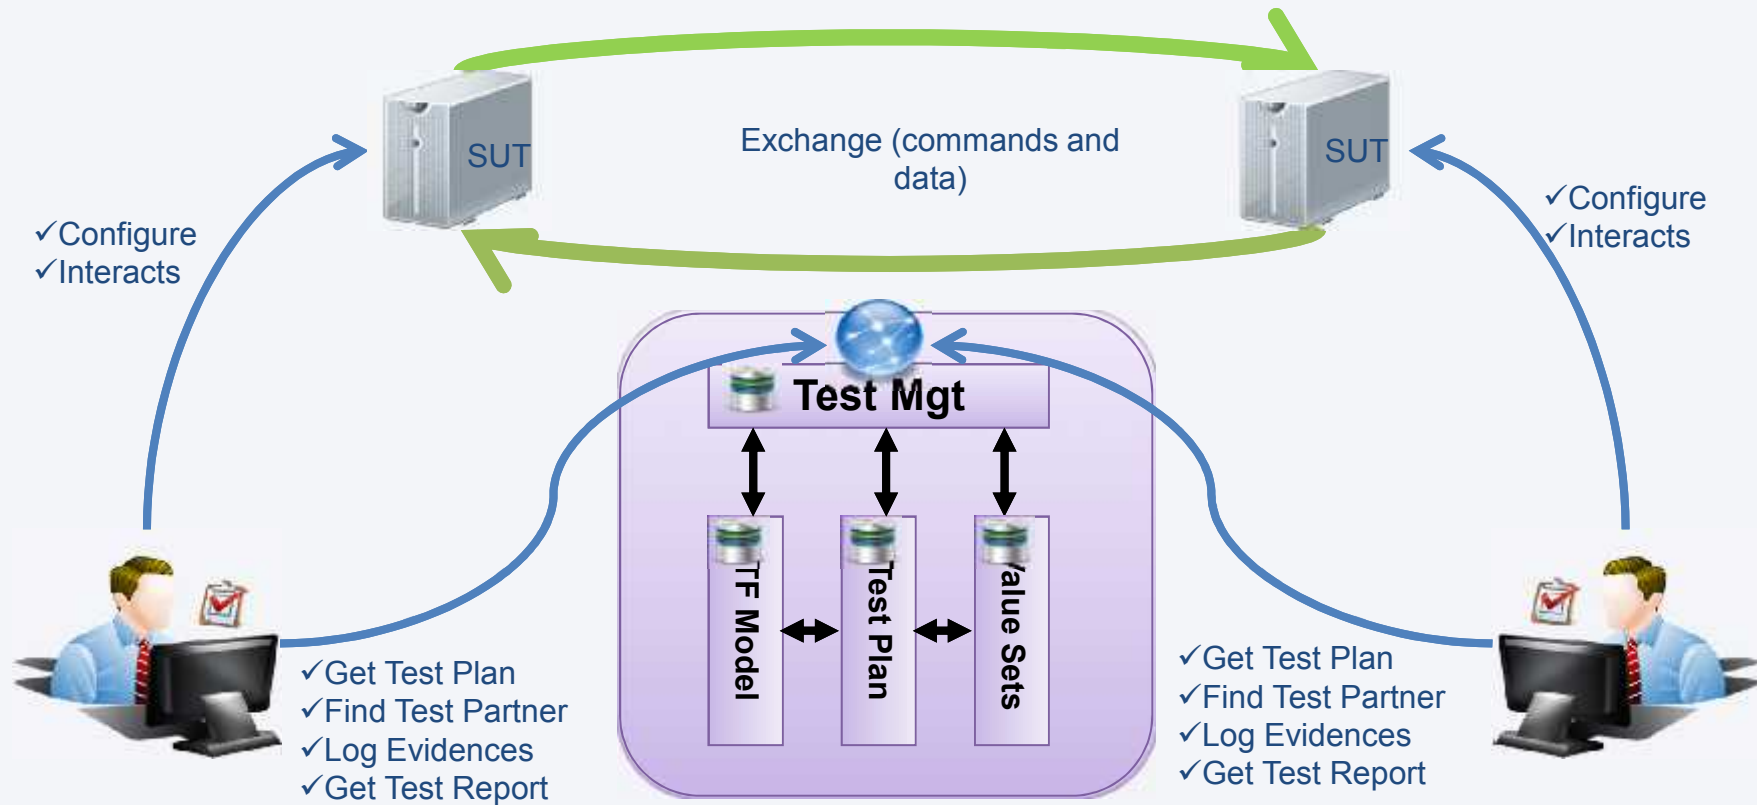 SUT
Exchange (commands and
data)
SUT
✓Configure
✓Interacts
✓Configure
✓Interacts
Test Mgt
TF Model
Test Plan
Value Sets
✓Get Test Plan
✓Find Test Partner
✓Log Evidences
✓Get Test Report
✓Get Test Plan
✓Find Test Partner
✓Log Evidences
✓Get Test Report